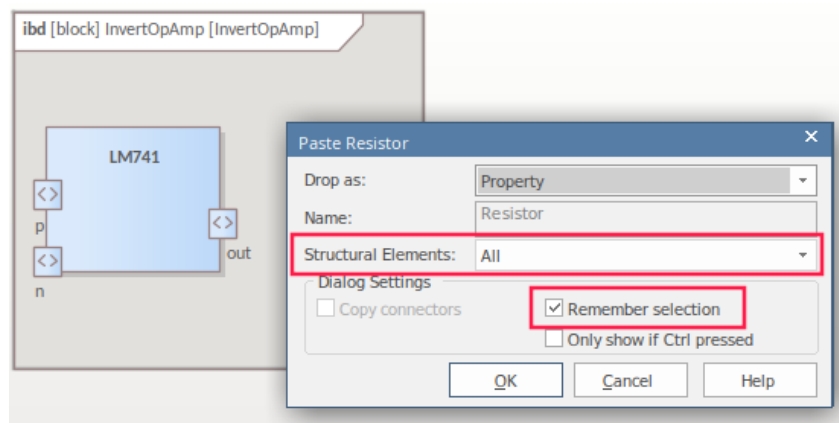 ibd [block] InvertOpAmp [InvertOpAmp]
LM741
<>
p
<>
out
<>
n
Paste Resistor
Drop as:
Property
Name:
Resistor
Structural Elements:
All
Dialog Settings
Copy connectors
Remember selection
Only show if Ctrl pressed
OK
Cancel
Help